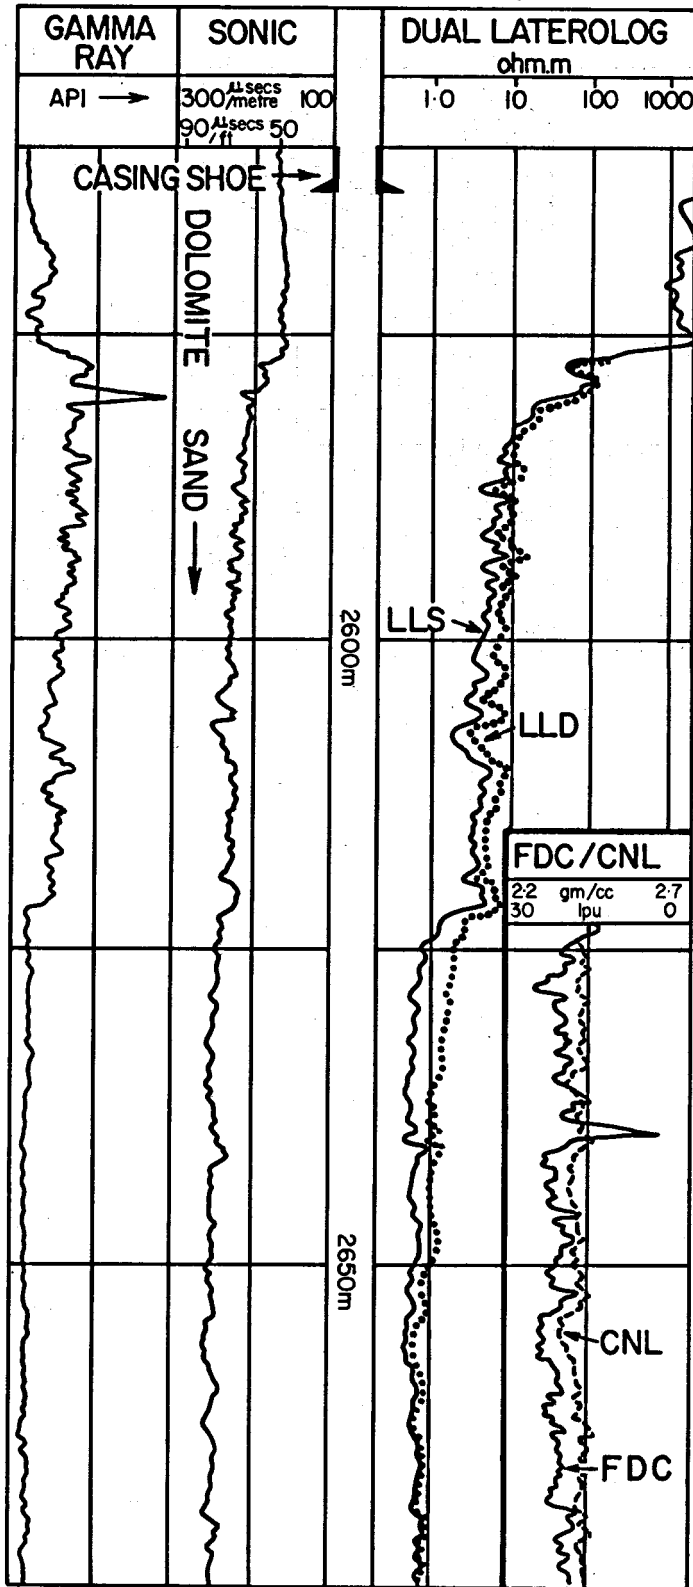 GAMMA RAY
SONIC
DUAL LATEROLOG
ohm.m
API
300 μsecs/metre 100
90 μsecs/ft 50
1·0 10 100 1000
CASING SHOE
DOLOMITE
SAND
2600m
LLS
LLD
FDC/CNL
2·2 gm/cc 2·7
30 lpu 0
2650m
CNL
FDC